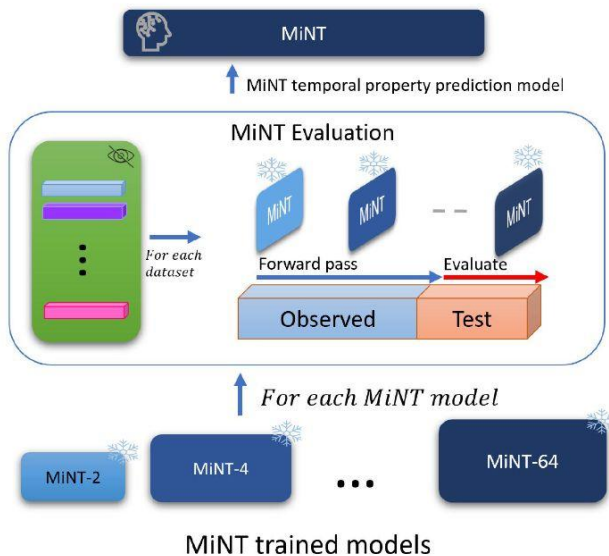 MiNT
MiNT temporal property prediction model
MiNT Evaluation
MiNT
MiNT
MiNT
For each
dataset
Forward pass
Evaluate
Observed
Test
For each MiNT model
MiNT-2
MiNT-4
MiNT-64
MiNT trained models